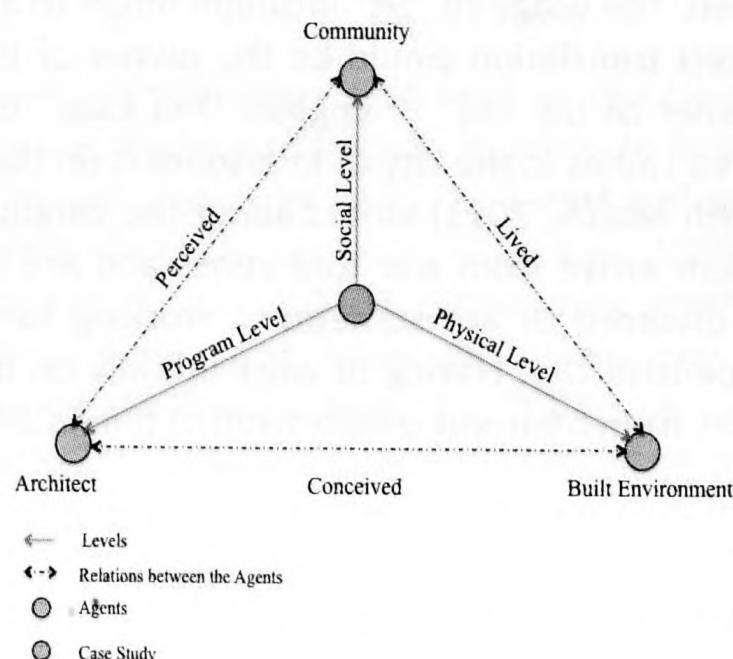 Community
Perceived
Social Level
Lived
Program Level
Physical Level
Architect
Conceived
Built Environment
Levels
Relations between the Agents
Agents
Case Study